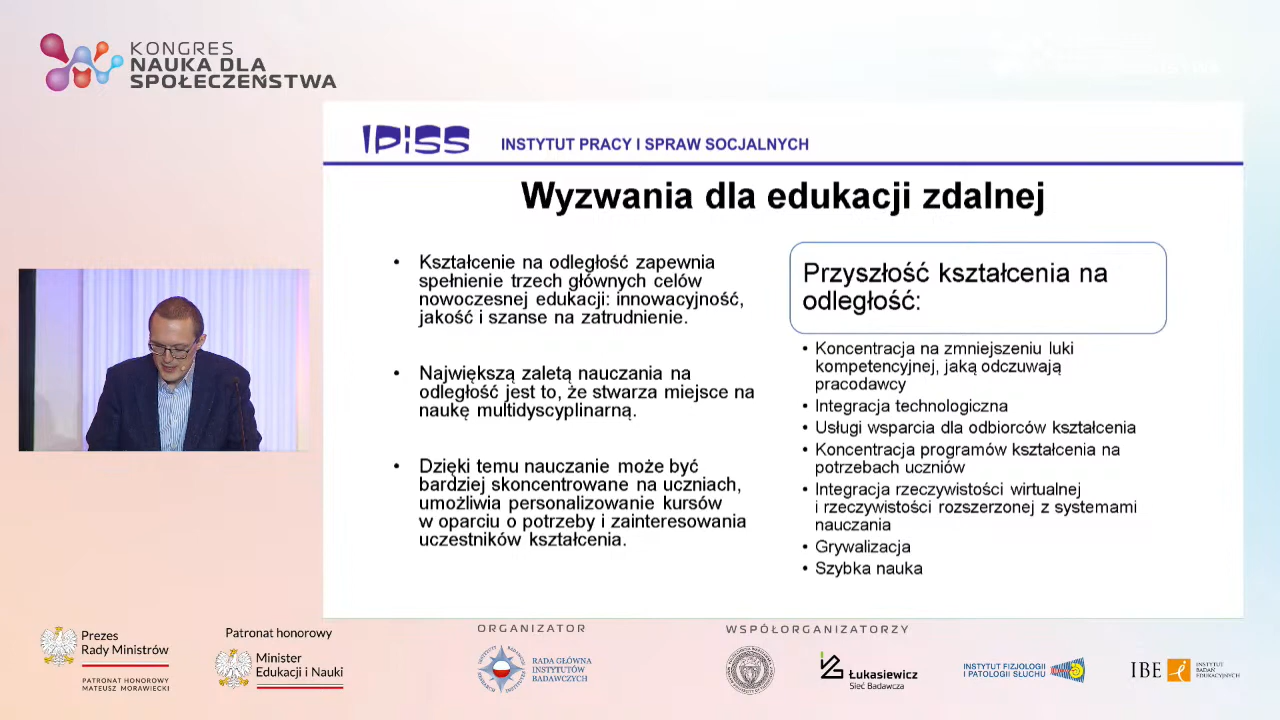 KONGRES
NAUKA DLA
SPOŁECZEŃSTWA
IPiSS
INSTYTUT PRACY I SPRAW SOCJALNYCH
Wyzwania dla edukacji zdalnej
• Kształcenie na odległość zapewnia
spełnienie trzech głównych celów
nowoczesnej edukacji: innowacyjność,
jakość i szanse na zatrudnienie.
• Największą zaletą nauczania na
odległość jest to, że stwarza miejsce na
naukę multidyscyplinarną.
• Dzięki temu nauczanie może być
bardziej skoncentrowane na uczniach,
umożliwia personalizowanie kursów
w oparciu o potrzeby i zainteresowania
uczestników kształcenia.
Przyszłość kształcenia na
odległość:
• Koncentracja na zmniejszeniu luki
kompetencyjnej, jaką odczuwają
pracodawcy
• Integracja technologiczna
• Usługi wsparcia dla odbiorców kształcenia
• Koncentracja programów kształcenia na
potrzebach uczniów
• Integracja rzeczywistości wirtualnej
i rzeczywistości rozszerzonej z systemami
nauczania
• Grywalizacja
• Szybka nauka
Prezes
Rady Ministrów
PATRONAT HONOROWY
MATEUSZ MORAWIECKI
Patronat honorowy
Minister
Edukacji i Nauki
ORGANIZATOR
RADA GŁÓWNA
INSTYTUTÓW
BADAWCZYCH
WSPÓŁORGANIZATORZY
Łukasiewicz
Sieć Badawcza
INSTYTUT FIZJOLOGII
I PATOLOGII SŁUCHU
IBE
INSTYTUT
BADAŃ
EDUKACYJNYCH